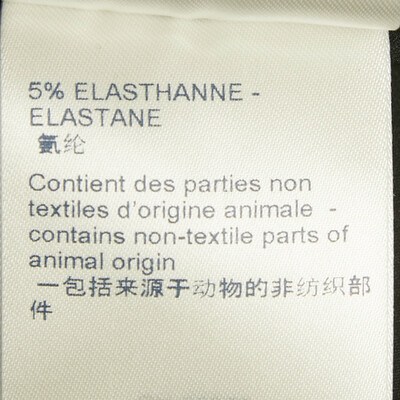 5% ELASTHANNE -
ELASTANE
氨纶
Contient des parties non
textiles d'origine animale -
contains non-textile parts of
animal origin
一包括来源于动物的非纺织部
件